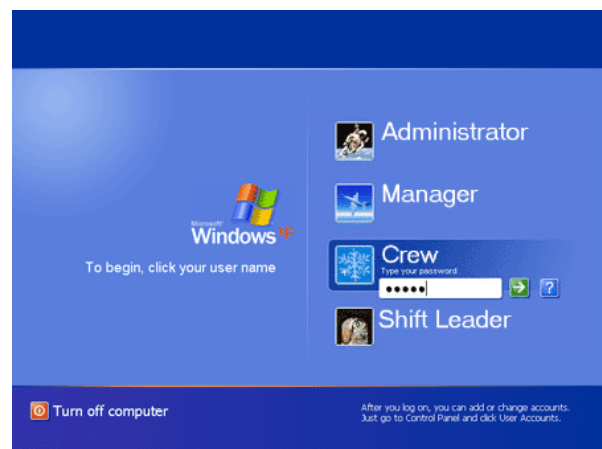 Microsoft
Windows xp
To begin, click your user name
Administrator
Manager
Crew
Type your password
•••••
?
Shift Leader
Turn off computer
After you log on, you can add or change accounts.
Just go to Control Panel and click User Accounts.